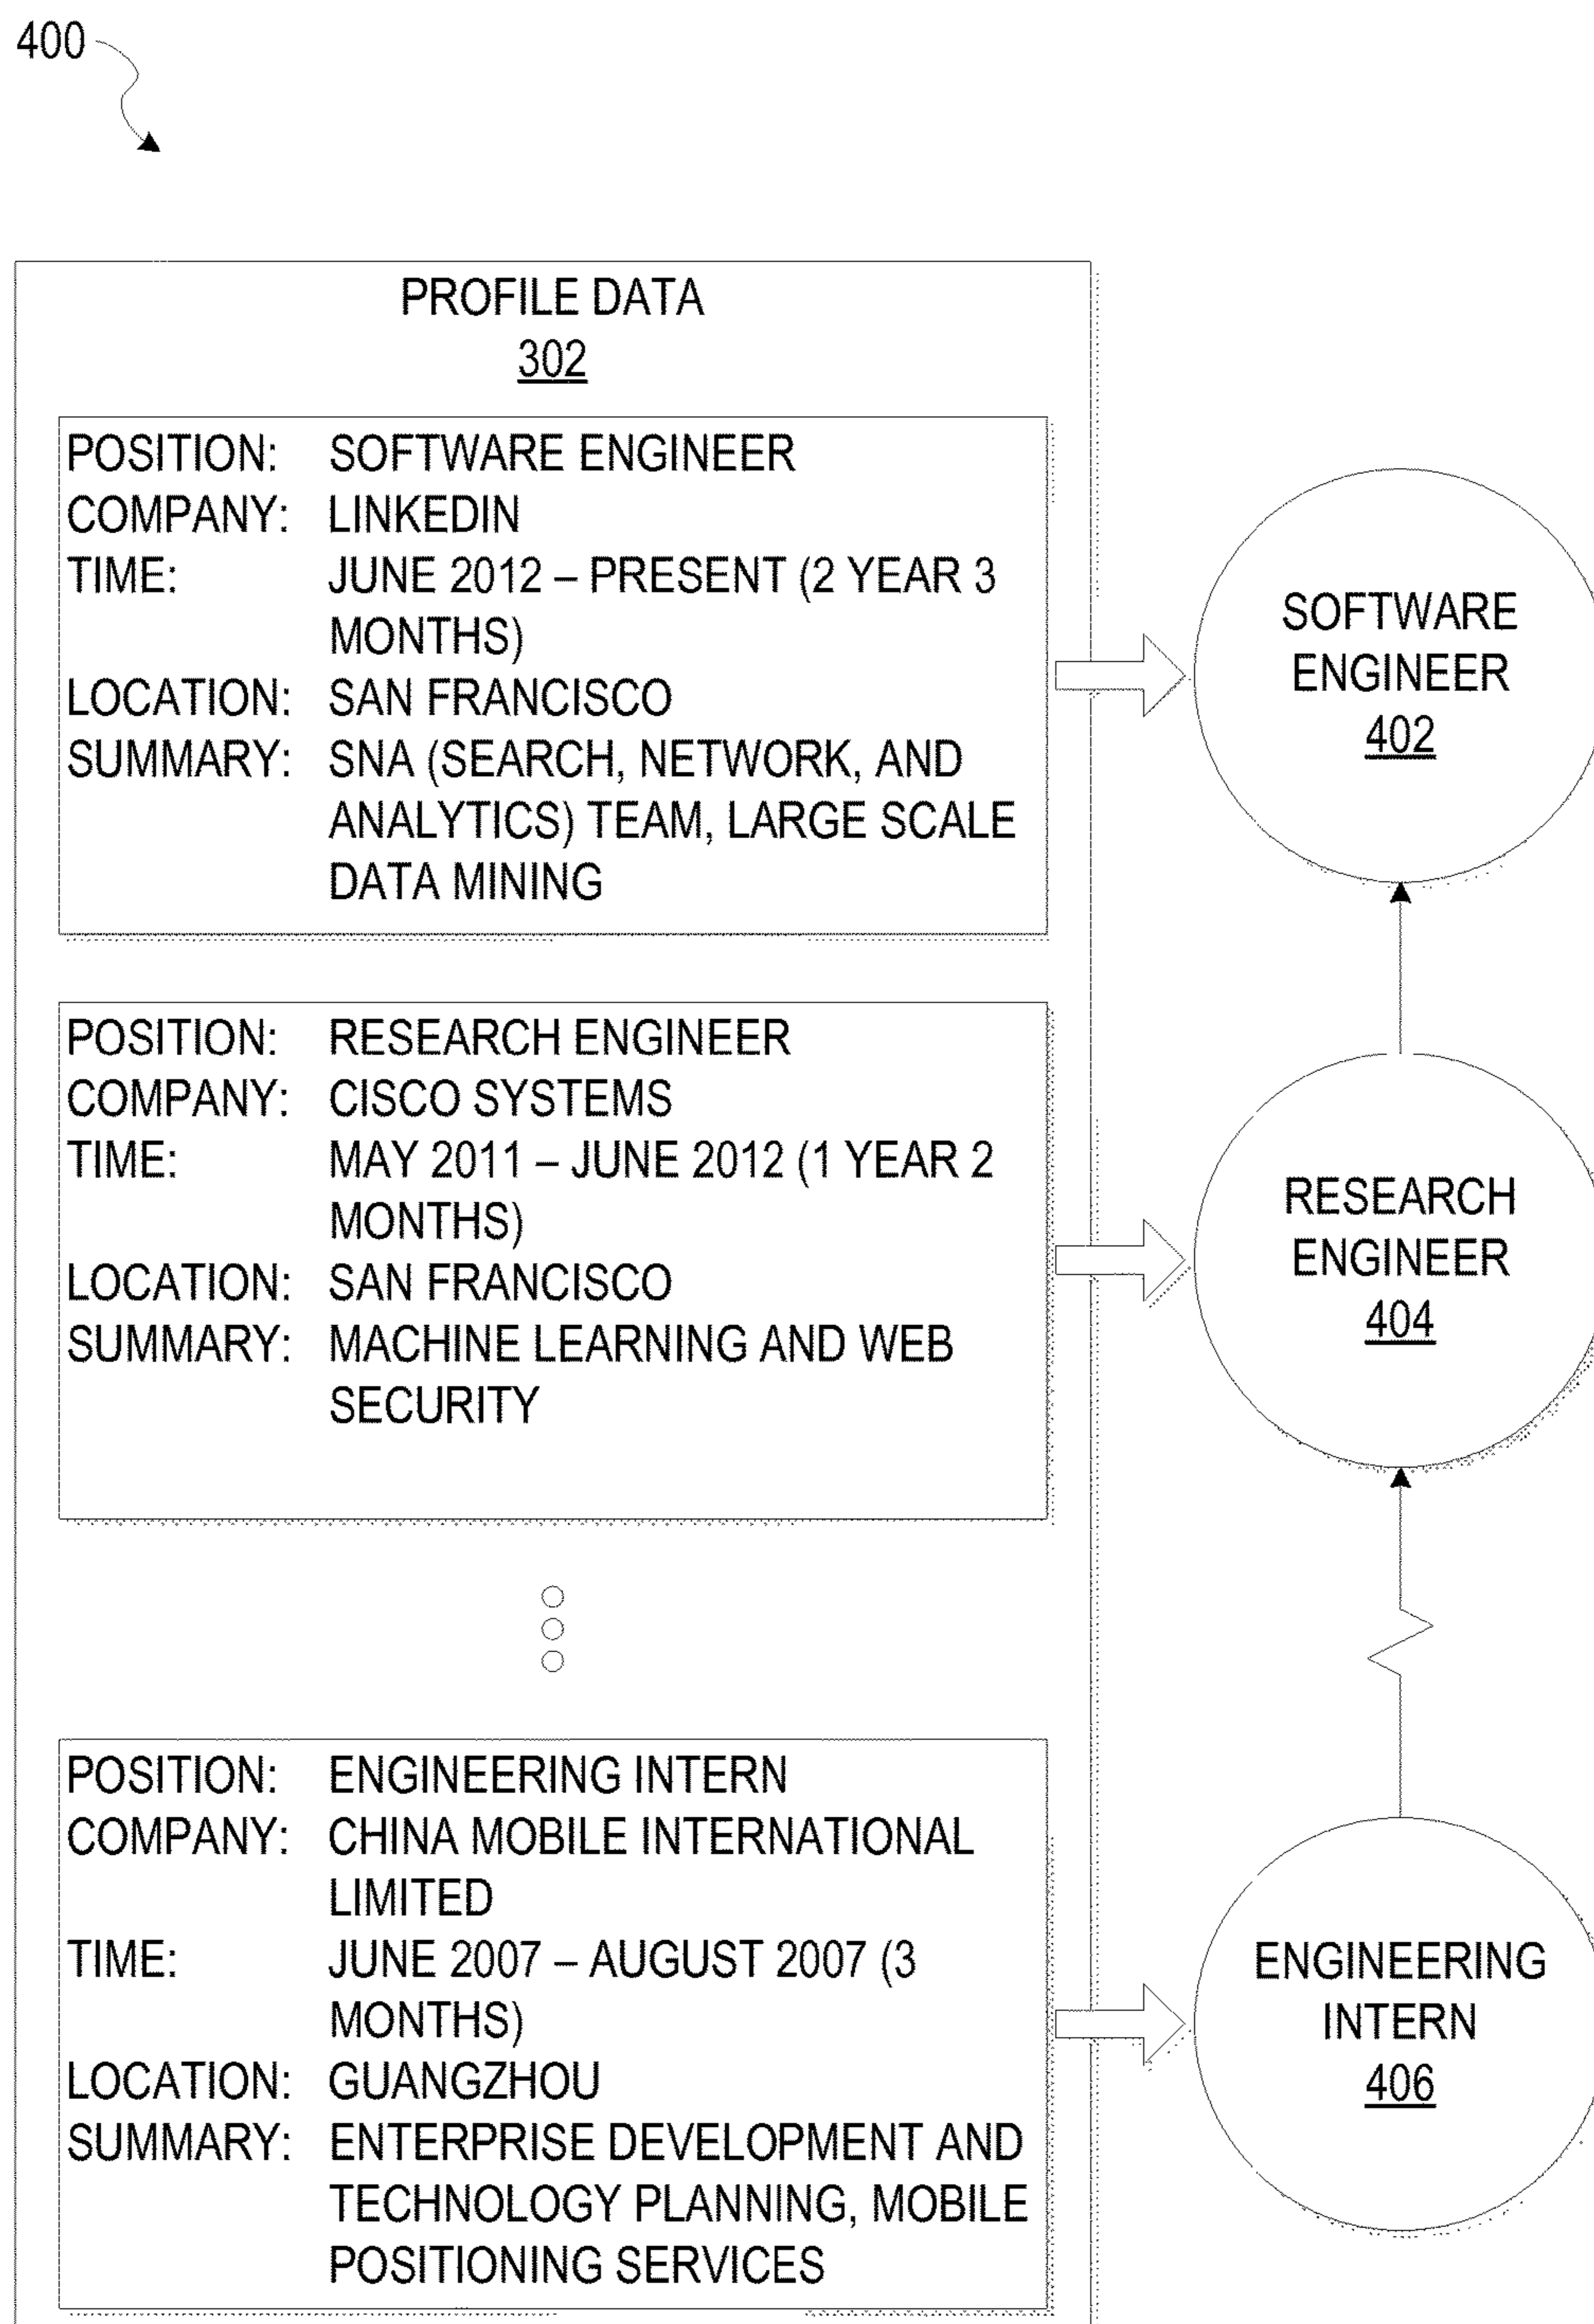 400
PROFILE DATA
302
POSITION: SOFTWARE ENGINEER
COMPANY: LINKEDIN
TIME: JUNE 2012 – PRESENT (2 YEAR 3
MONTHS)
LOCATION: SAN FRANCISCO
SUMMARY: SNA (SEARCH, NETWORK, AND
ANALYTICS) TEAM, LARGE SCALE
DATA MINING
SOFTWARE
ENGINEER
402
POSITION: RESEARCH ENGINEER
COMPANY: CISCO SYSTEMS
TIME: MAY 2011 – JUNE 2012 (1 YEAR 2
MONTHS)
LOCATION: SAN FRANCISCO
SUMMARY: MACHINE LEARNING AND WEB
SECURITY
RESEARCH
ENGINEER
404
POSITION: ENGINEERING INTERN
COMPANY: CHINA MOBILE INTERNATIONAL
LIMITED
TIME: JUNE 2007 – AUGUST 2007 (3
MONTHS)
LOCATION: GUANGZHOU
SUMMARY: ENTERPRISE DEVELOPMENT AND
TECHNOLOGY PLANNING, MOBILE
POSITIONING SERVICES
ENGINEERING
INTERN
406